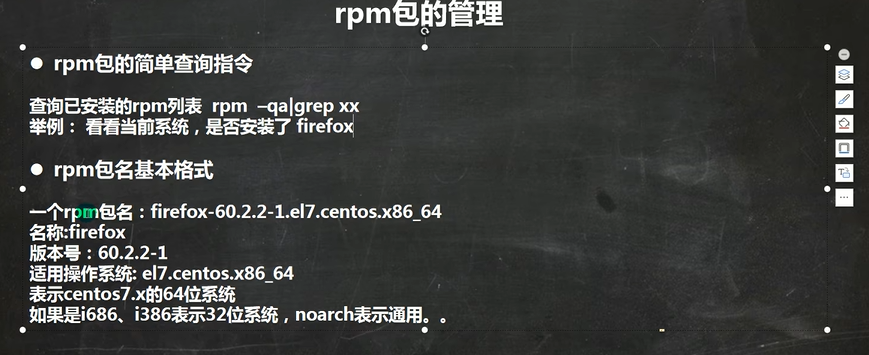 rpm包的管理
● rpm包的简单查询指令
查询已安装的rpm列表 rpm –qa|grep xx
举例： 看看当前系统，是否安装了 firefox
● rpm包名基本格式
一个rpm包名：firefox-60.2.2-1.el7.centos.x86_64
名称:firefox
版本号：60.2.2-1
适用操作系统: el7.centos.x86_64
表示centos7.x的64位系统
如果是i686、i386表示32位系统，noarch表示通用。。